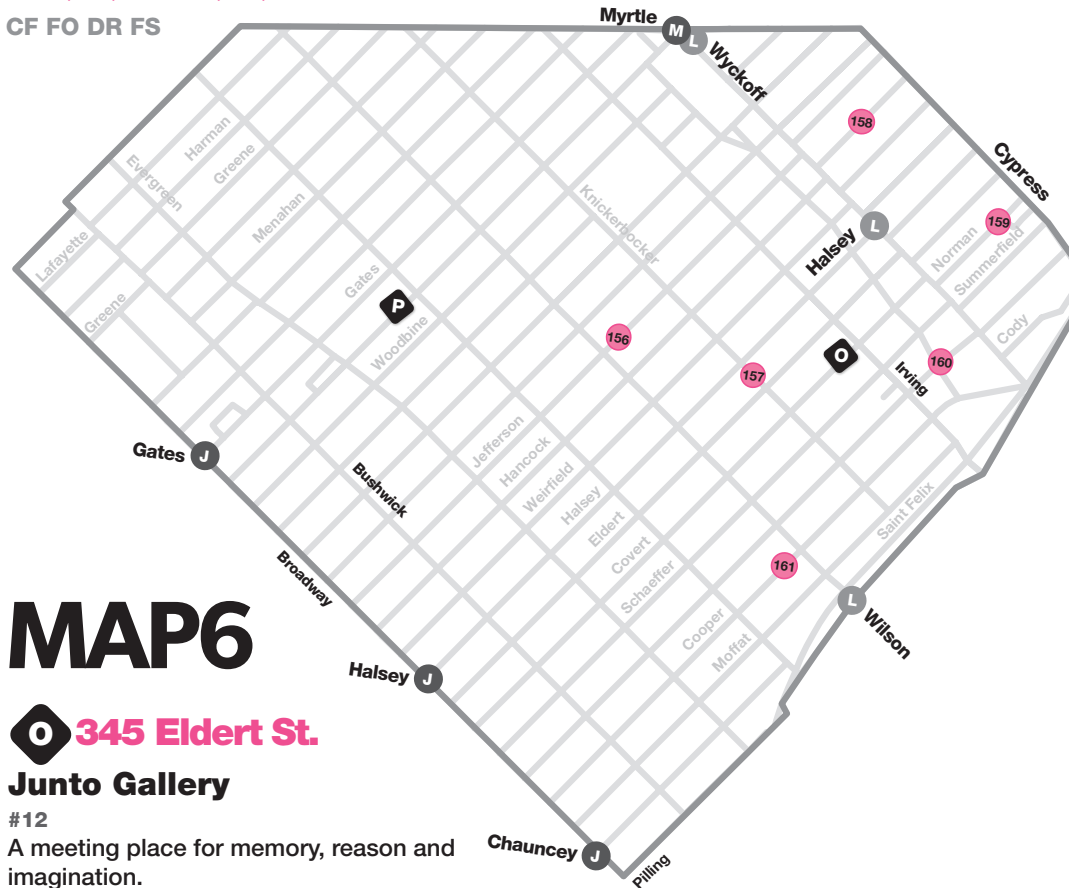 CF FO DR FS
Myrtle
M
L
Wyckoff
158
Cypress
Harman
Greene
Evergreen
Menahan
Knickerbocker
159
L
Halsey
Norman
Summerfield
Lafayette
Greene
Gates
P
Woodbine
156
157
O
160
Cody
Irving
Jefferson
Hancock
Weirfield
Halsey
Eldert
Covert
Schaeffer
Cooper
Moffat
Saint Felix
Gates
J
Bushwick
Broadway
161
L
Wilson
Halsey
J
Chauncey
J
Pilling
MAP6
O 345 Eldert St.
Junto Gallery
#12
A meeting place for memory, reason and
imagination.